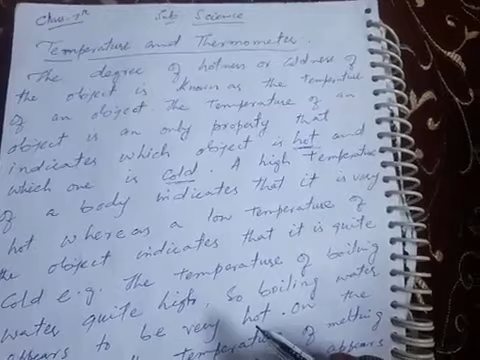 Class-7th Sub Science
Temperature and Thermometer:-
The degree of hotness or coldness of
the object is known as the temperature
of an object. The temperature of an
object is an only property that
indicates which object is hot and
which one is cold. A high temperature
of a body indicates that it is very
hot whereas a low temperature of
the object indicates that it is quite
Cold e.g. The temperature of boiling
water quite high. So boiling water
appears to be very hot. On the
temperature of melting
appears